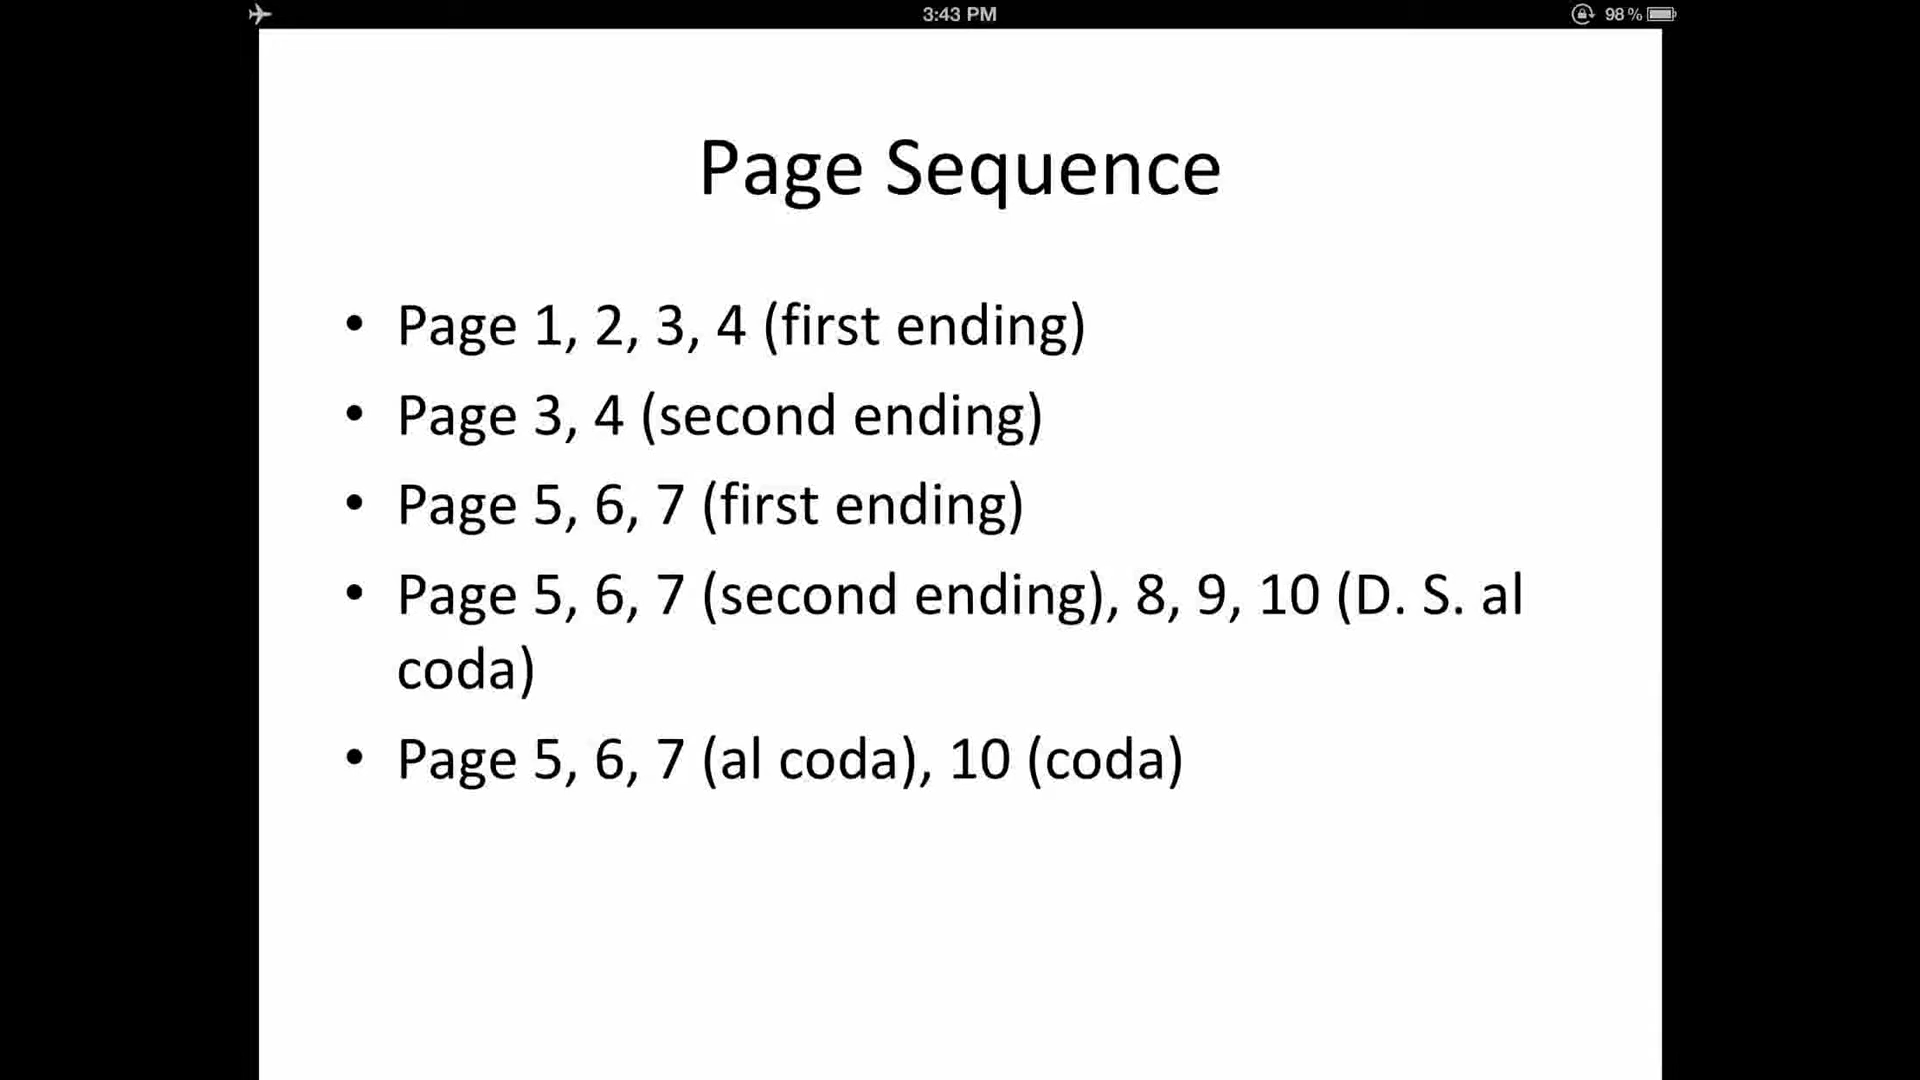 3:43 PM
98%
Page Sequence
• Page 1, 2, 3, 4 (first ending)
• Page 3, 4 (second ending)
• Page 5, 6, 7 (first ending)
• Page 5, 6, 7 (second ending), 8, 9, 10 (D. S. al
coda)
• Page 5, 6, 7 (al coda), 10 (coda)